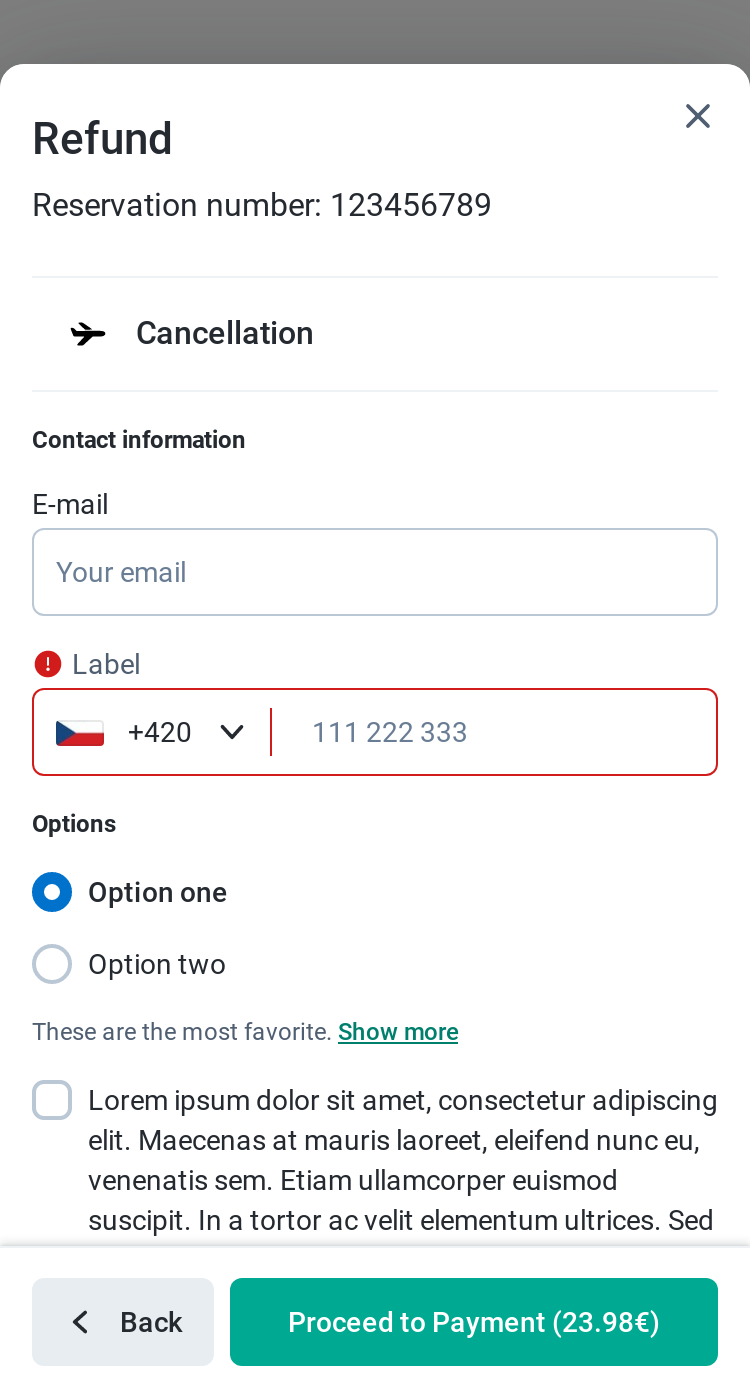 Refund
Reservation number: 123456789
Cancellation
Contact information
E-mail
Your email
Label
+420 111 222 333
Options
Option one
Option two
These are the most favorite. Show more
Lorem ipsum dolor sit amet, consectetur adipiscing
elit. Maecenas at mauris laoreet, eleifend nunc eu,
venenatis sem. Etiam ullamcorper euismod
suscipit. In a tortor ac velit elementum ultrices. Sed
Back Proceed to Payment (23.98€)